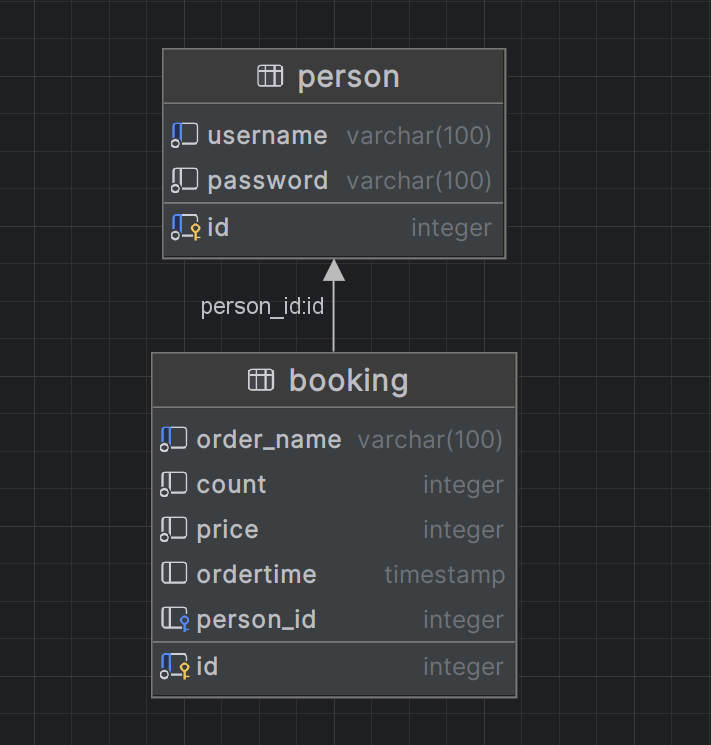 person
username varchar(100)
password varchar(100)
id integer
person_id:id
booking
order_name varchar(100)
count integer
price integer
ordertime timestamp
person_id integer
id integer